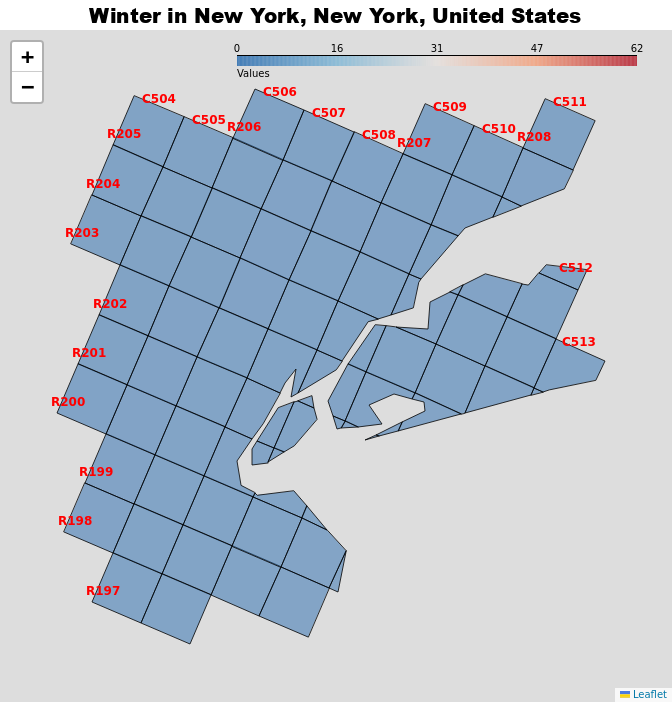 Winter in New York, New York, United States
+
−
0 16 31 47 62
Values
C504
C505
C506
C507
C508
C509
C510
C511
R205
R206
R207
R208
R204
R203
C512
R202
C513
R201
R200
R199
R198
R197
Leaflet